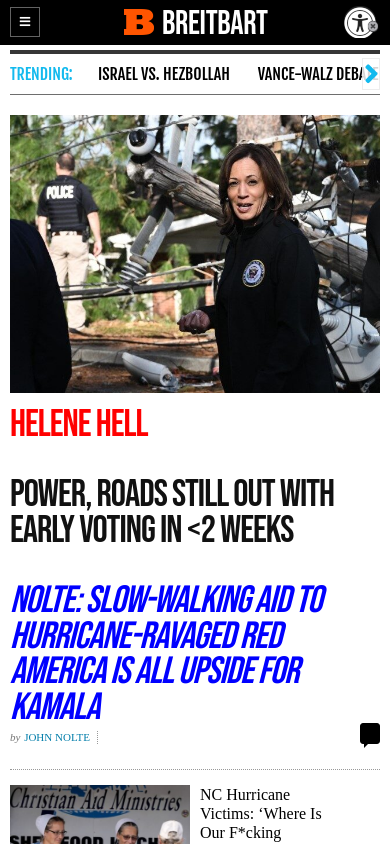 BREITBART
TRENDING: ISRAEL VS. HEZBOLLAH VANCE-WALZ DEBA
POLICE
HELENE HELL
POWER, ROADS STILL OUT WITH
EARLY VOTING IN <2 WEEKS
NOLTE: SLOW-WALKING AID TO
HURRICANE-RAVAGED RED
AMERICA IS ALL UPSIDE FOR
KAMALA
by JOHN NOLTE
Christian Aid Ministries
NC Hurricane
Victims: ‘Where Is
Our F*cking